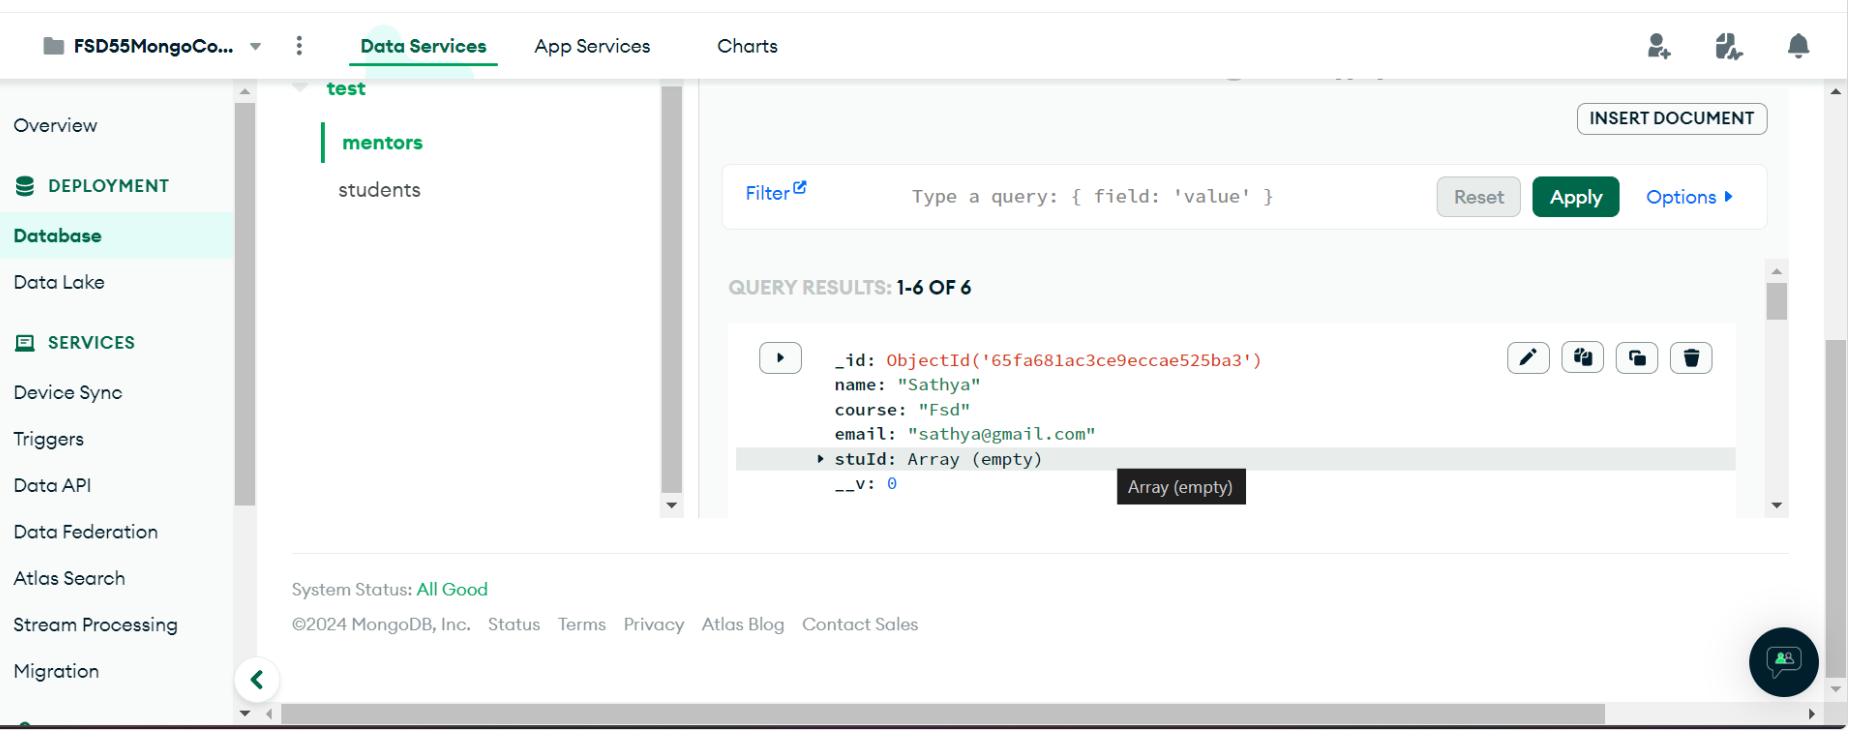 FSD55MongoCo...
Data Services
App Services
Charts
Overview
DEPLOYMENT
Database
Data Lake
SERVICES
Device Sync
Triggers
Data API
Data Federation
Atlas Search
Stream Processing
Migration
test
mentors
students
INSERT DOCUMENT
Filter
Type a query: { field: 'value' }
Reset
Apply
Options
QUERY RESULTS: 1-6 OF 6
_id: ObjectId('65fa681ac3ce9eccae525ba3')
name: "Sathya"
course: "Fsd"
email: "sathya@gmail.com"
stuId: Array (empty)
__v: 0
Array (empty)
System Status: All Good
©2024 MongoDB, Inc. Status Terms Privacy Atlas Blog Contact Sales